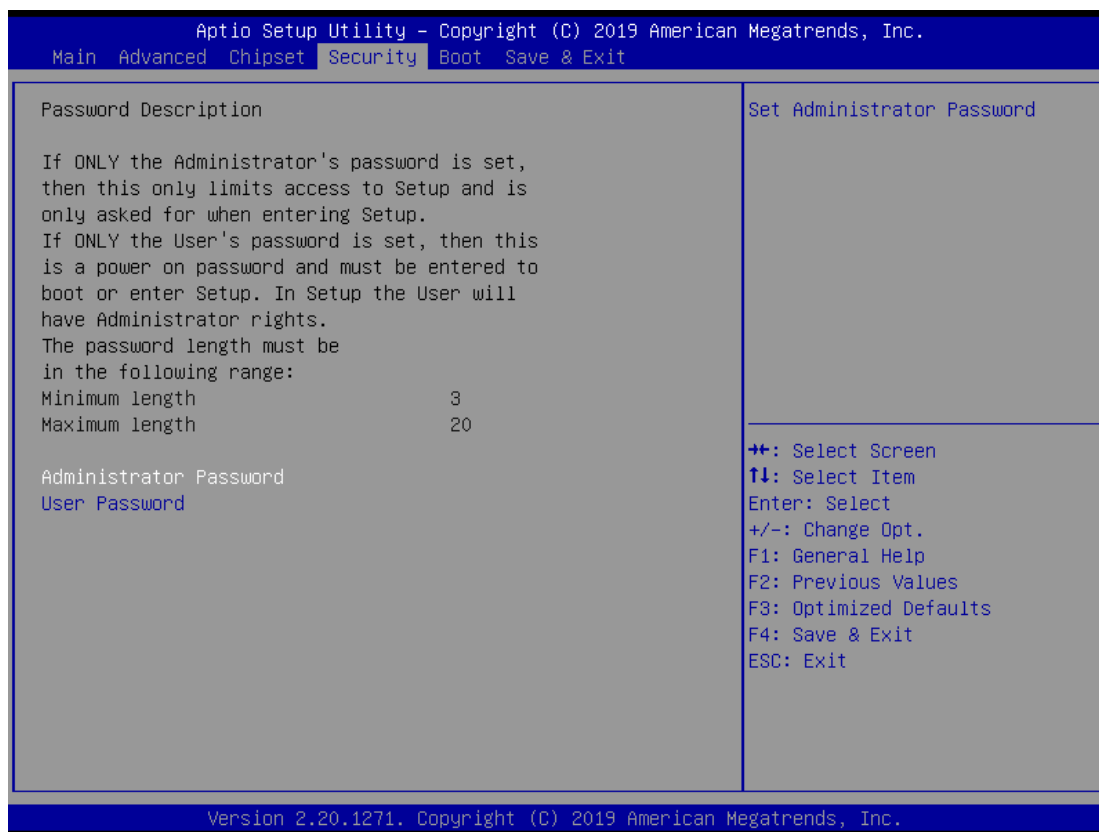 Aptio Setup Utility – Copyright (C) 2019 American Megatrends, Inc.
Main Advanced Chipset Security Boot Save & Exit
Password Description
If ONLY the Administrator's password is set,
then this only limits access to Setup and is
only asked for when entering Setup.
If ONLY the User's password is set, then this
is a power on password and must be entered to
boot or enter Setup. In Setup the User will
have Administrator rights.
The password length must be
in the following range:
Minimum length 3
Maximum length 20
Administrator Password
User Password
Set Administrator Password
→←: Select Screen
↑↓: Select Item
Enter: Select
+/-: Change Opt.
F1: General Help
F2: Previous Values
F3: Optimized Defaults
F4: Save & Exit
ESC: Exit
Version 2.20.1271. Copyright (C) 2019 American Megatrends, Inc.